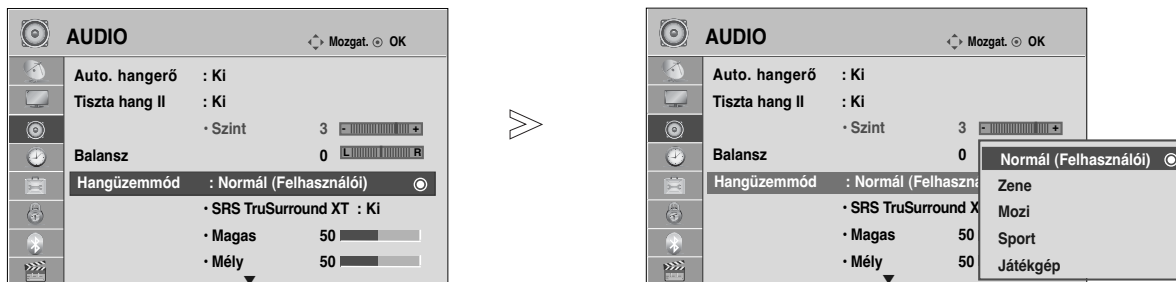 AUDIO Mozgat. OK
Auto. hangerő : Ki
Tiszta hang II : Ki
• Szint 3 - +
Balansz 0 L R
Hangüzemmód : Normál (Felhasználói)
• SRS TruSurround XT : Ki
• Magas 50
• Mély 50
>
AUDIO Mozgat. OK
Auto. hangerő : Ki
Tiszta hang II : Ki
• Szint 3 - +
Balansz 0
Hangüzemmód : Normál (Felhaszná
• SRS TruSurround X
• Magas 50
• Mély 50
Normál (Felhasználói)
Zene
Mozi
Sport
Játékgép